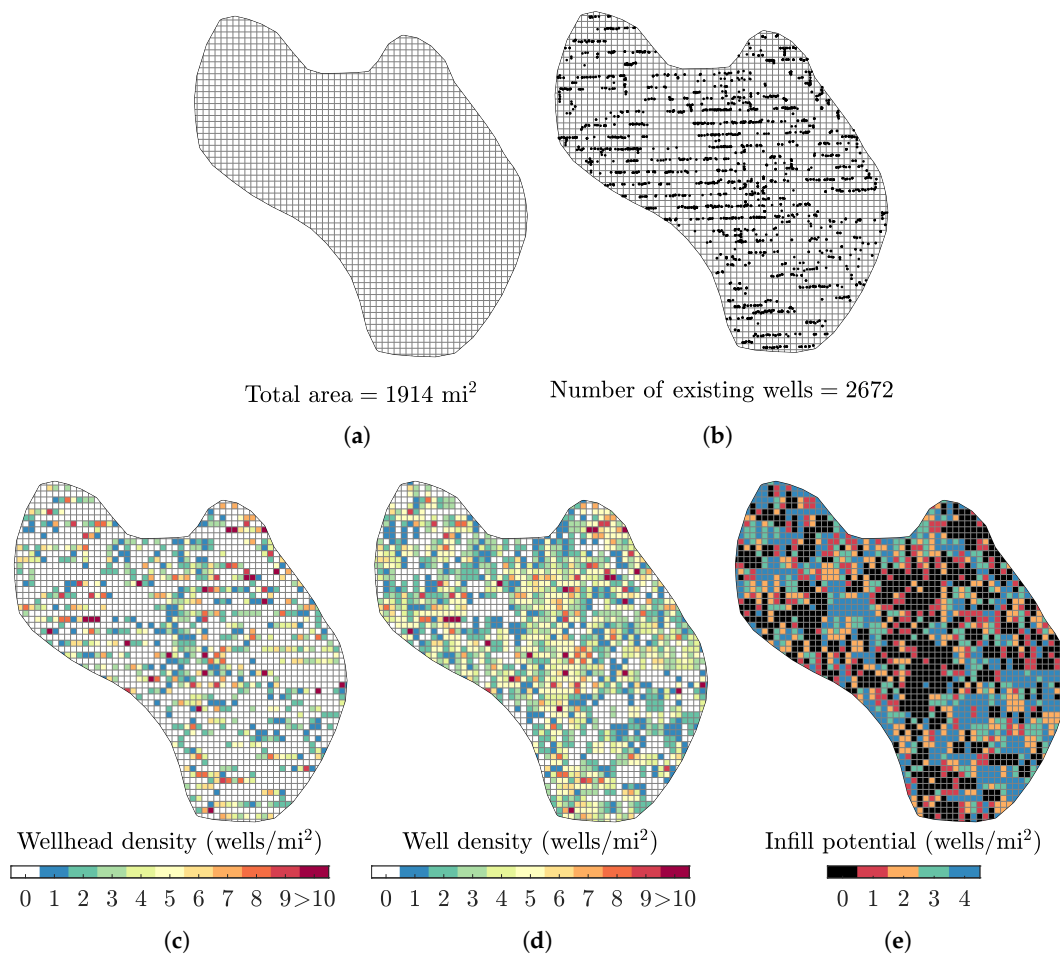 Total area = 1914 mi²
Number of existing wells = 2672
(a)
(b)
Wellhead density (wells/mi²)
Well density (wells/mi²)
Infill potential (wells/mi²)
0 1 2 3 4 5 6 7 8 9 >10
0 1 2 3 4 5 6 7 8 9 >10
0 1 2 3 4
(c)
(d)
(e)